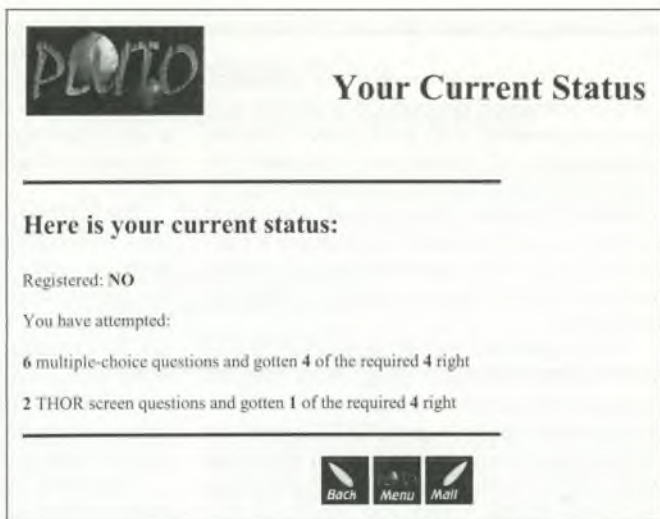 PLUTO
Your Current Status
Here is your current status:
Registered: NO
You have attempted:
6 multiple-choice questions and gotten 4 of the required 4 right
2 THOR screen questions and gotten 1 of the required 4 right
Back Menu Mail